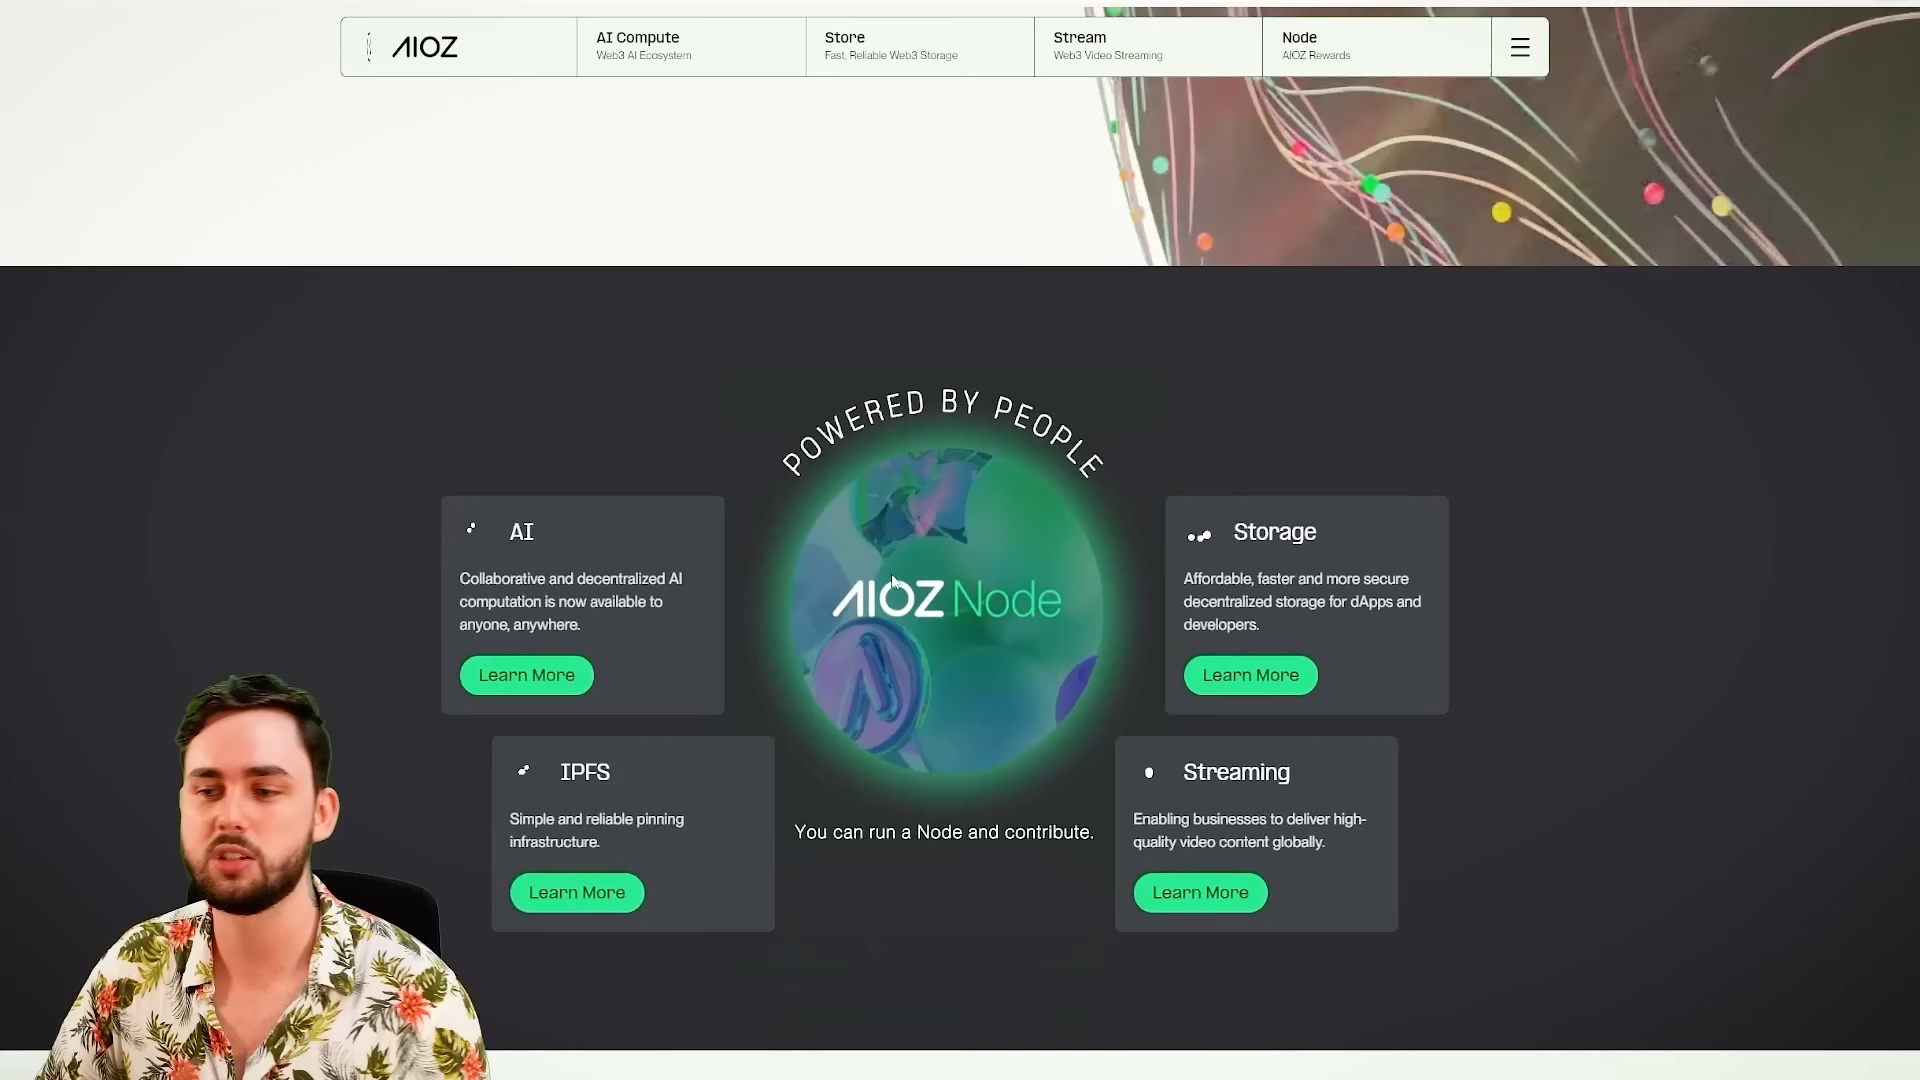 AIOZ
AI Compute
Web3 AI Ecosystem
Store
Fast, Reliable Web3 Storage
Stream
Web3 Video Streaming
Node
AIOZ Rewards
POWERED BY PEOPLE
AIOZ Node
You can run a Node and contribute.
AI
Collaborative and decentralized AI
computation is now available to
anyone, anywhere.
Learn More
Storage
Affordable, faster and more secure
decentralized storage for dApps and
developers.
Learn More
IPFS
Simple and reliable pinning
infrastructure.
Learn More
Streaming
Enabling businesses to deliver high-
quality video content globally.
Learn More